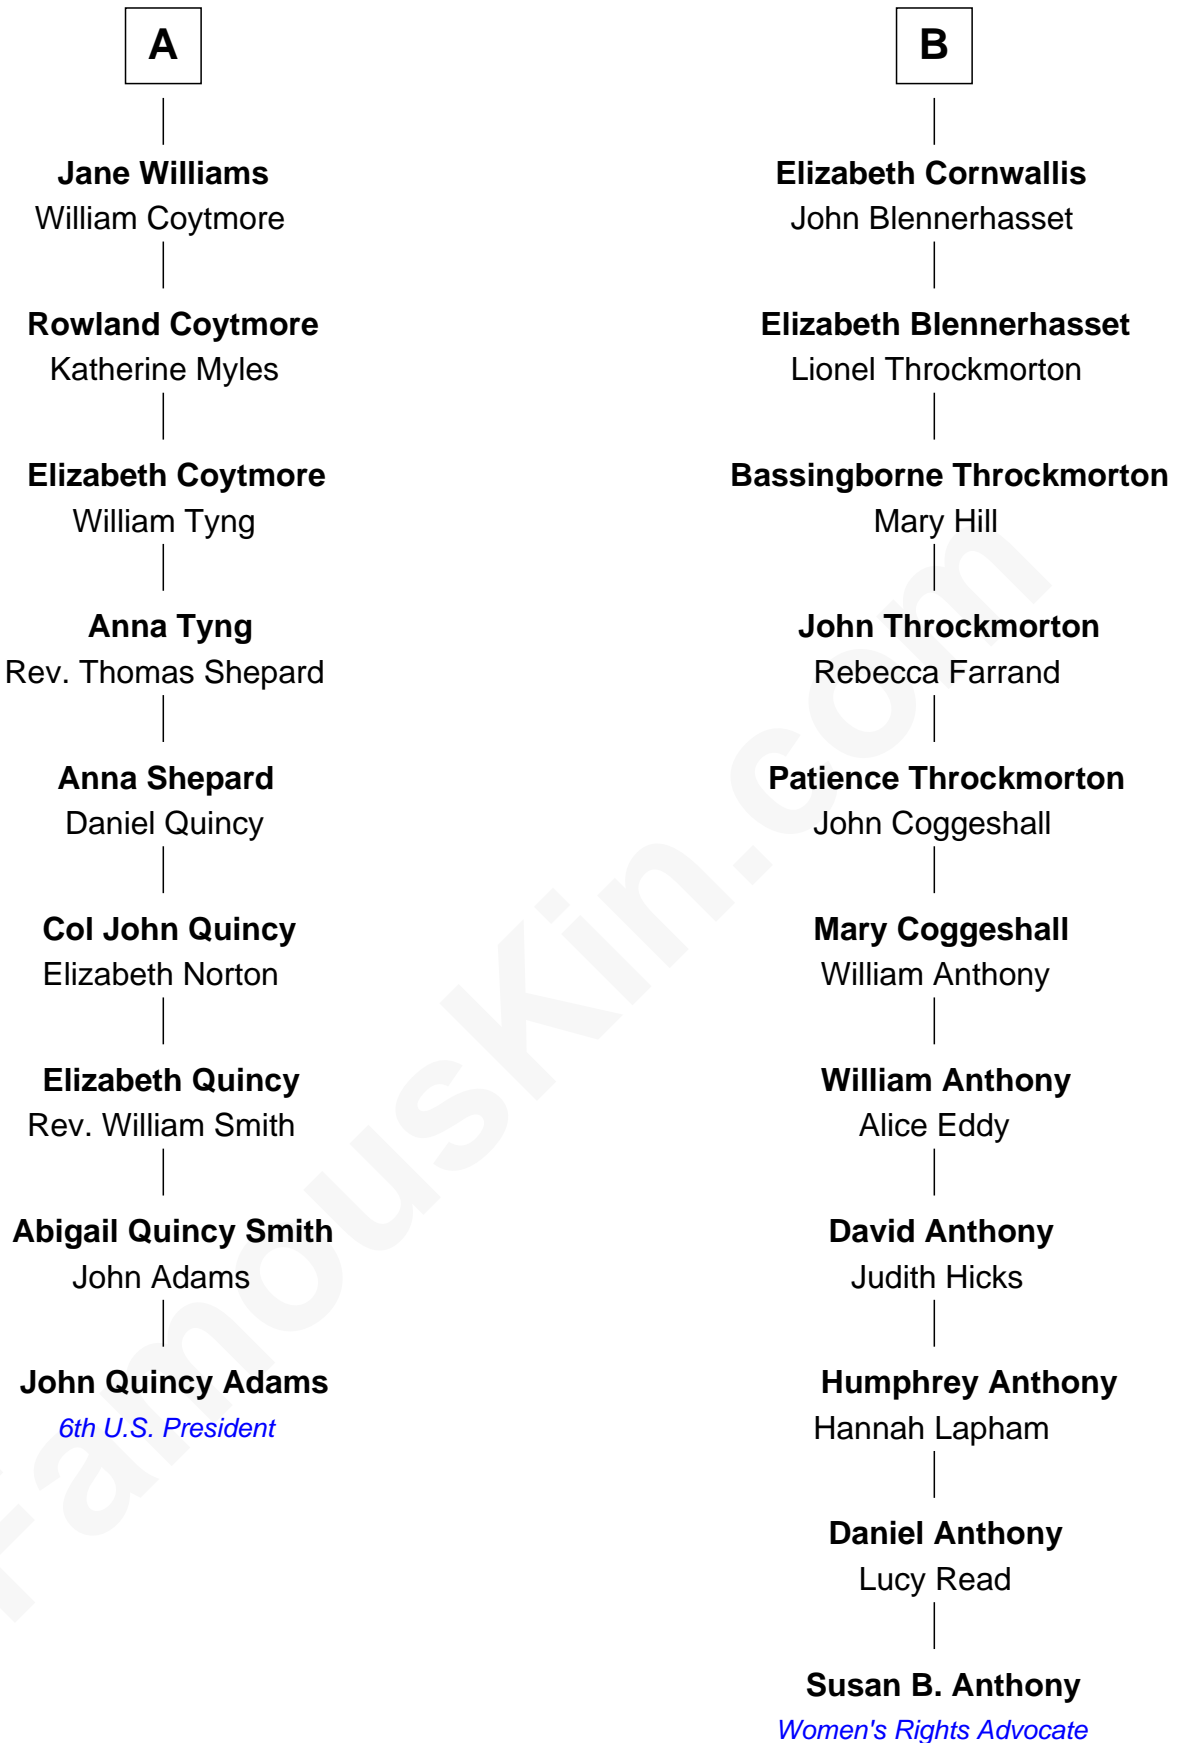 A
Jane Williams
William Coytmore
Rowland Coytmore
Katherine Myles
Elizabeth Coytmore
William Tyng
Anna Tyng
Rev. Thomas Shepard
Anna Shepard
Daniel Quincy
Col John Quincy
Elizabeth Norton
Elizabeth Quincy
Rev. William Smith
Abigail Quincy Smith
John Adams
John Quincy Adams
6th U.S. President
B
Elizabeth Cornwallis
John Blennerhasset
Elizabeth Blennerhasset
Lionel Throckmorton
Bassingborne Throckmorton
Mary Hill
John Throckmorton
Rebecca Farrand
Patience Throckmorton
John Coggeshall
Mary Coggeshall
William Anthony
William Anthony
Alice Eddy
David Anthony
Judith Hicks
Humphrey Anthony
Hannah Lapham
Daniel Anthony
Lucy Read
Susan B. Anthony
Women's Rights Advocate
FamousKin.com